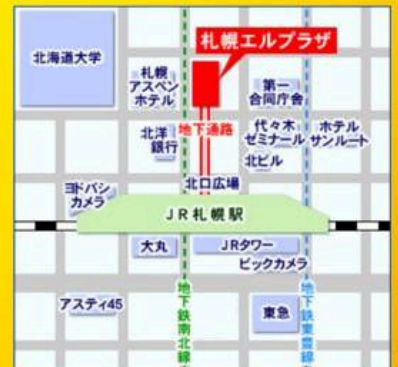 札幌エルプラザ
北海道大学
札幌
アスペン
ホテル
第一
合同庁舎
北洋
銀行
地下通路
代々木
ゼミナール
ホテル
サンルート
北ビル
北口広場
ヨドバシ
カメラ
JR札幌駅
大丸
JRタワー
ビックカメラ
アスティ45
地下鉄南北線
東急
地下鉄東豊線